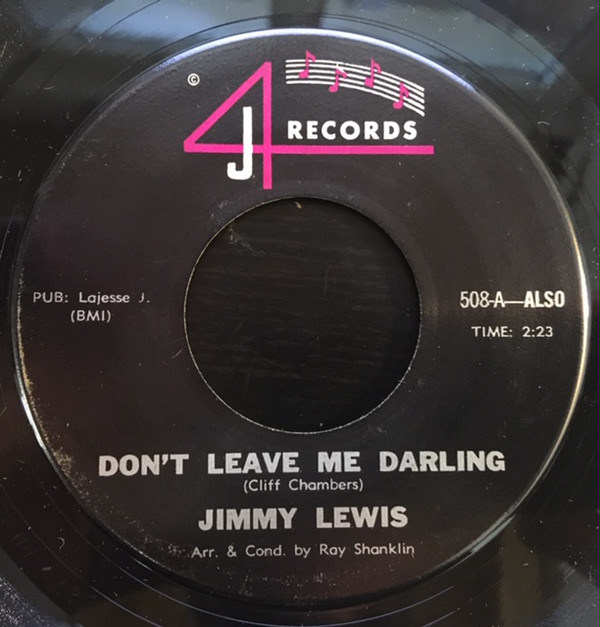 ©
4J RECORDS
PUB: Lajesse J.
(BMI)
508-A—ALSO
TIME: 2:23
DON'T LEAVE ME DARLING
(Cliff Chambers)
JIMMY LEWIS
Arr. & Cond. by Ray Shanklin